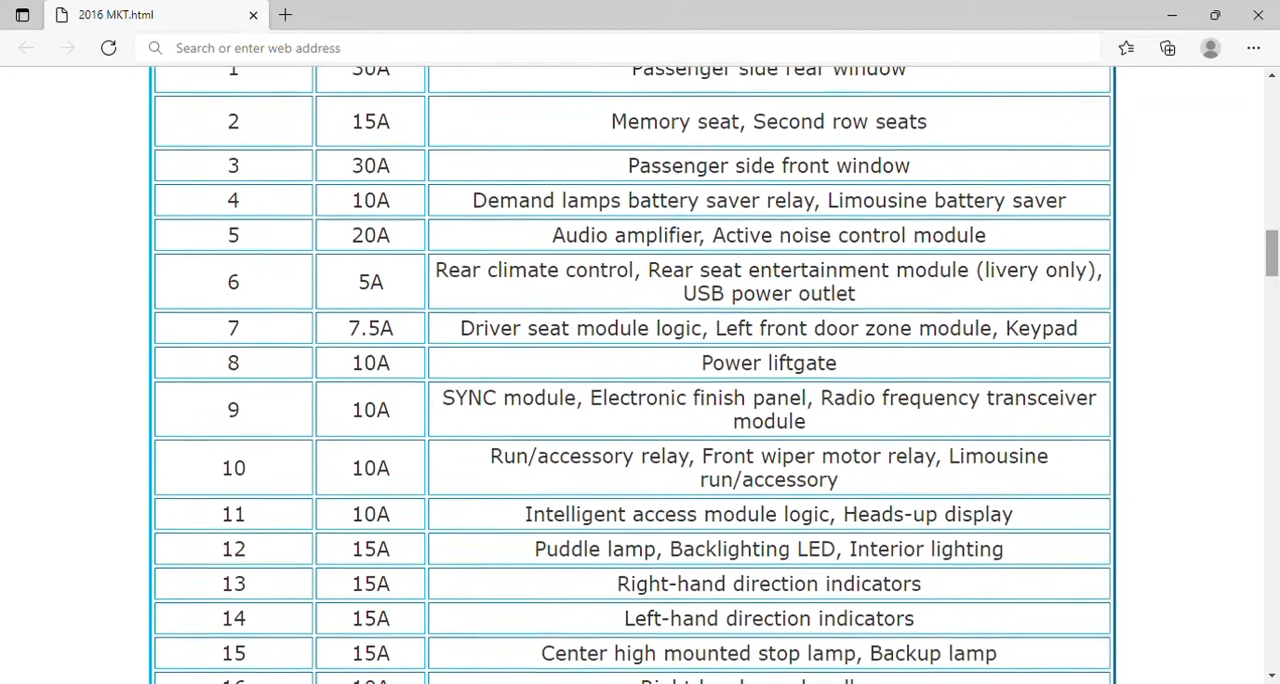 2016 MKT.html
Search or enter web address
1 30A Passenger side rear window
2 15A Memory seat, Second row seats
3 30A Passenger side front window
4 10A Demand lamps battery saver relay, Limousine battery saver
5 20A Audio amplifier, Active noise control module
6 5A Rear climate control, Rear seat entertainment module (livery only),
USB power outlet
7 7.5A Driver seat module logic, Left front door zone module, Keypad
8 10A Power liftgate
9 10A SYNC module, Electronic finish panel, Radio frequency transceiver
module
10 10A Run/accessory relay, Front wiper motor relay, Limousine
run/accessory
11 10A Intelligent access module logic, Heads-up display
12 15A Puddle lamp, Backlighting LED, Interior lighting
13 15A Right-hand direction indicators
14 15A Left-hand direction indicators
15 15A Center high mounted stop lamp, Backup lamp